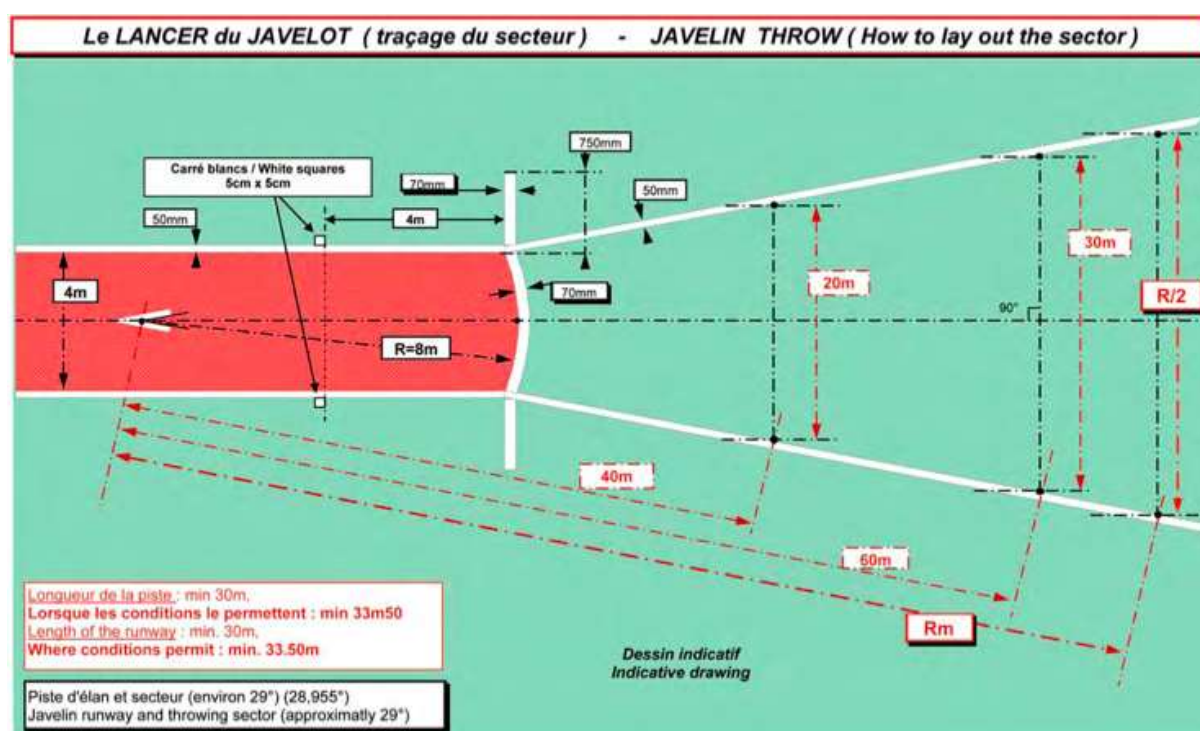 Le LANCER du JAVELOT ( traçage du secteur ) - JAVELIN THROW ( How to lay out the sector )
750mm
Carré blancs / White squares
5cm x 5cm
70mm
50mm
50mm
4m
4m
70mm
20m
30m
R/2
90°
R=8m
40m
60m
Rm
Longueur de la piste : min 30m,
Lorsque les conditions le permettent : min 33m50
Length of the runway : min. 30m,
Where conditions permit : min. 33.50m
Dessin indicatif
Indicative drawing
Piste d'élan et secteur (environ 29°) (28,955°)
Javelin runway and throwing sector (approximatly 29°)